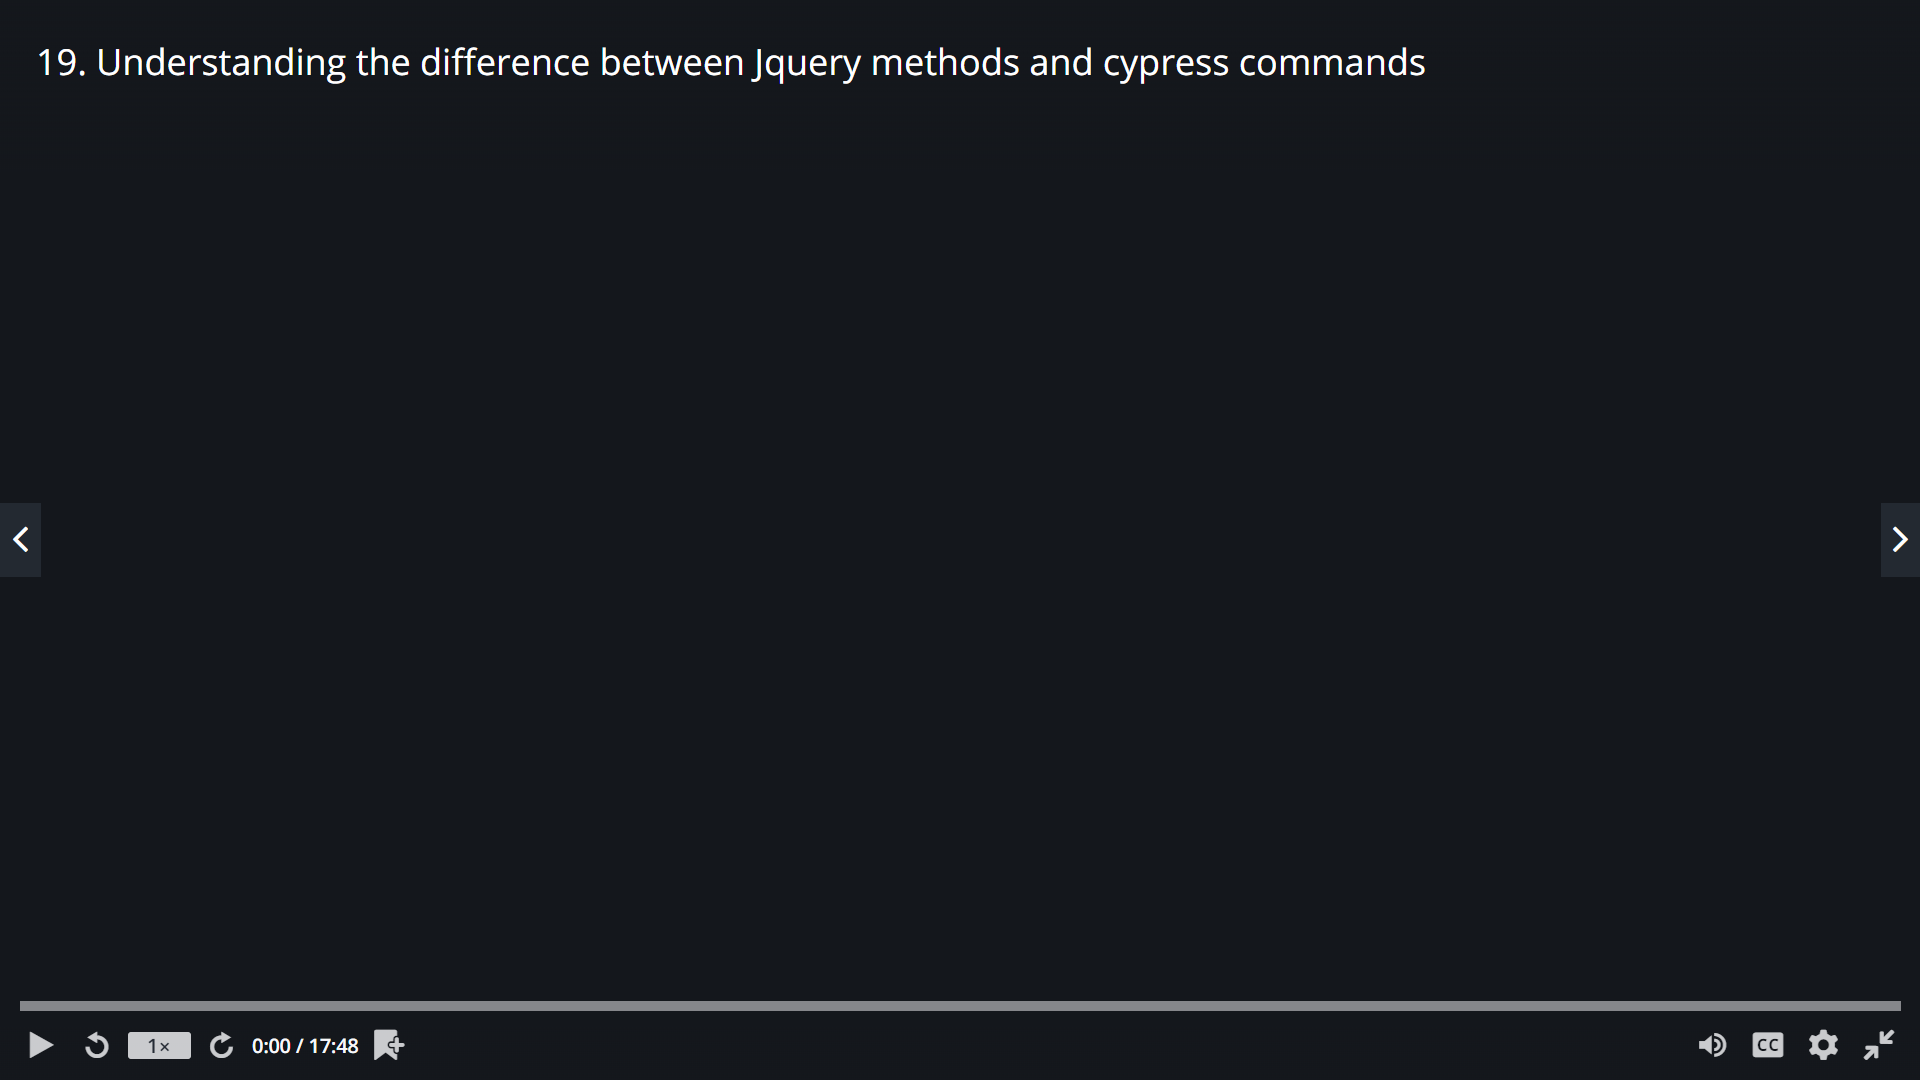 19. Understanding the difference between Jquery methods and cypress commands
1×
0:00 / 17:48
CC